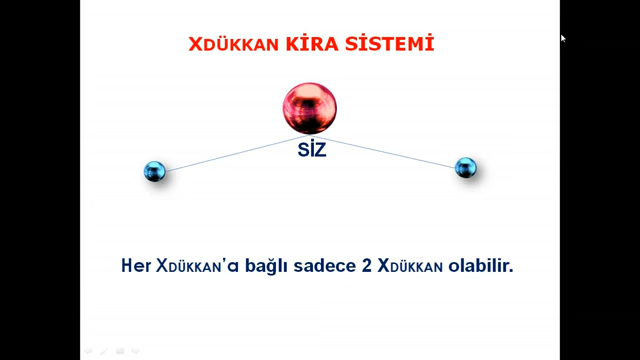 XDÜKKAN KİRA SİSTEMİ
SİZ
Her XDÜKKAN'a bağlı sadece 2 XDÜKKAN olabilir.